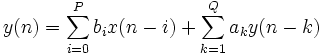 y(n) = \sum_{i=0}^{P} b_i x(n-i) + \sum_{k=1}^{Q} a_k y(n-k)